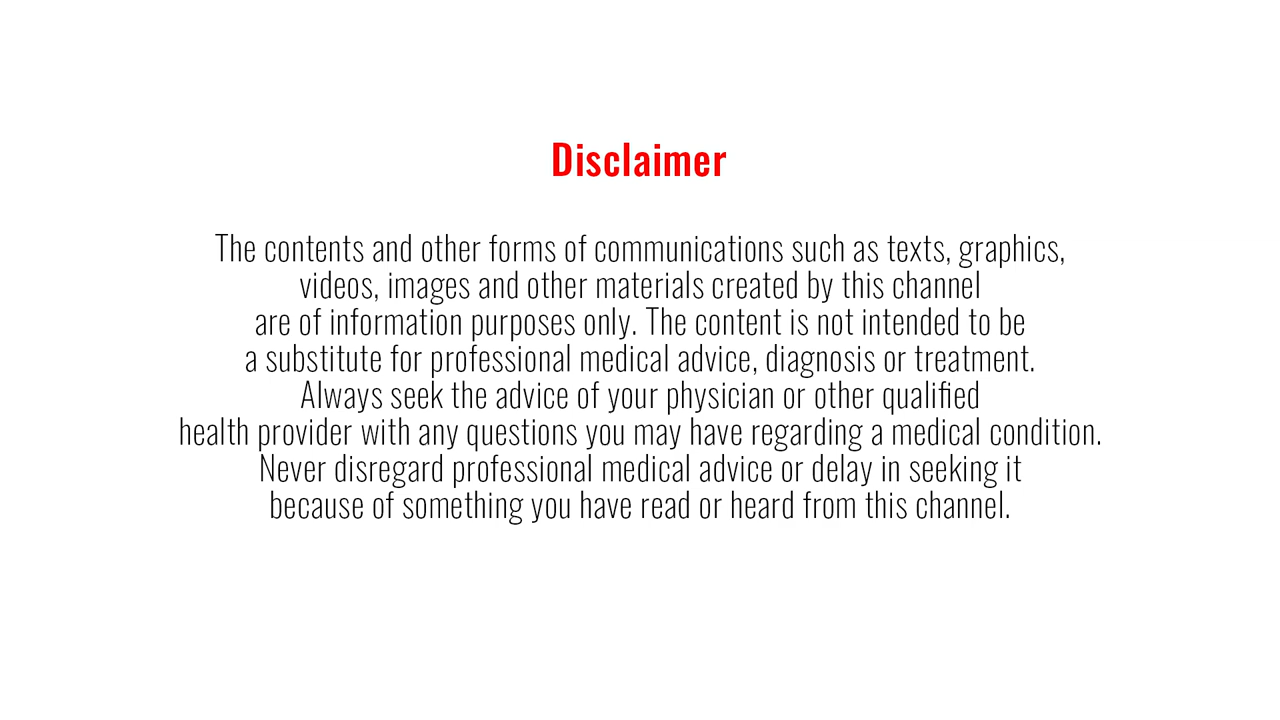 Disclaimer
The contents and other forms of communications such as texts, graphics,
videos, images and other materials created by this channel
are of information purposes only. The content is not intended to be
a substitute for professional medical advice, diagnosis or treatment.
Always seek the advice of your physician or other qualified
health provider with any questions you may have regarding a medical condition.
Never disregard professional medical advice or delay in seeking it
because of something you have read or heard from this channel.